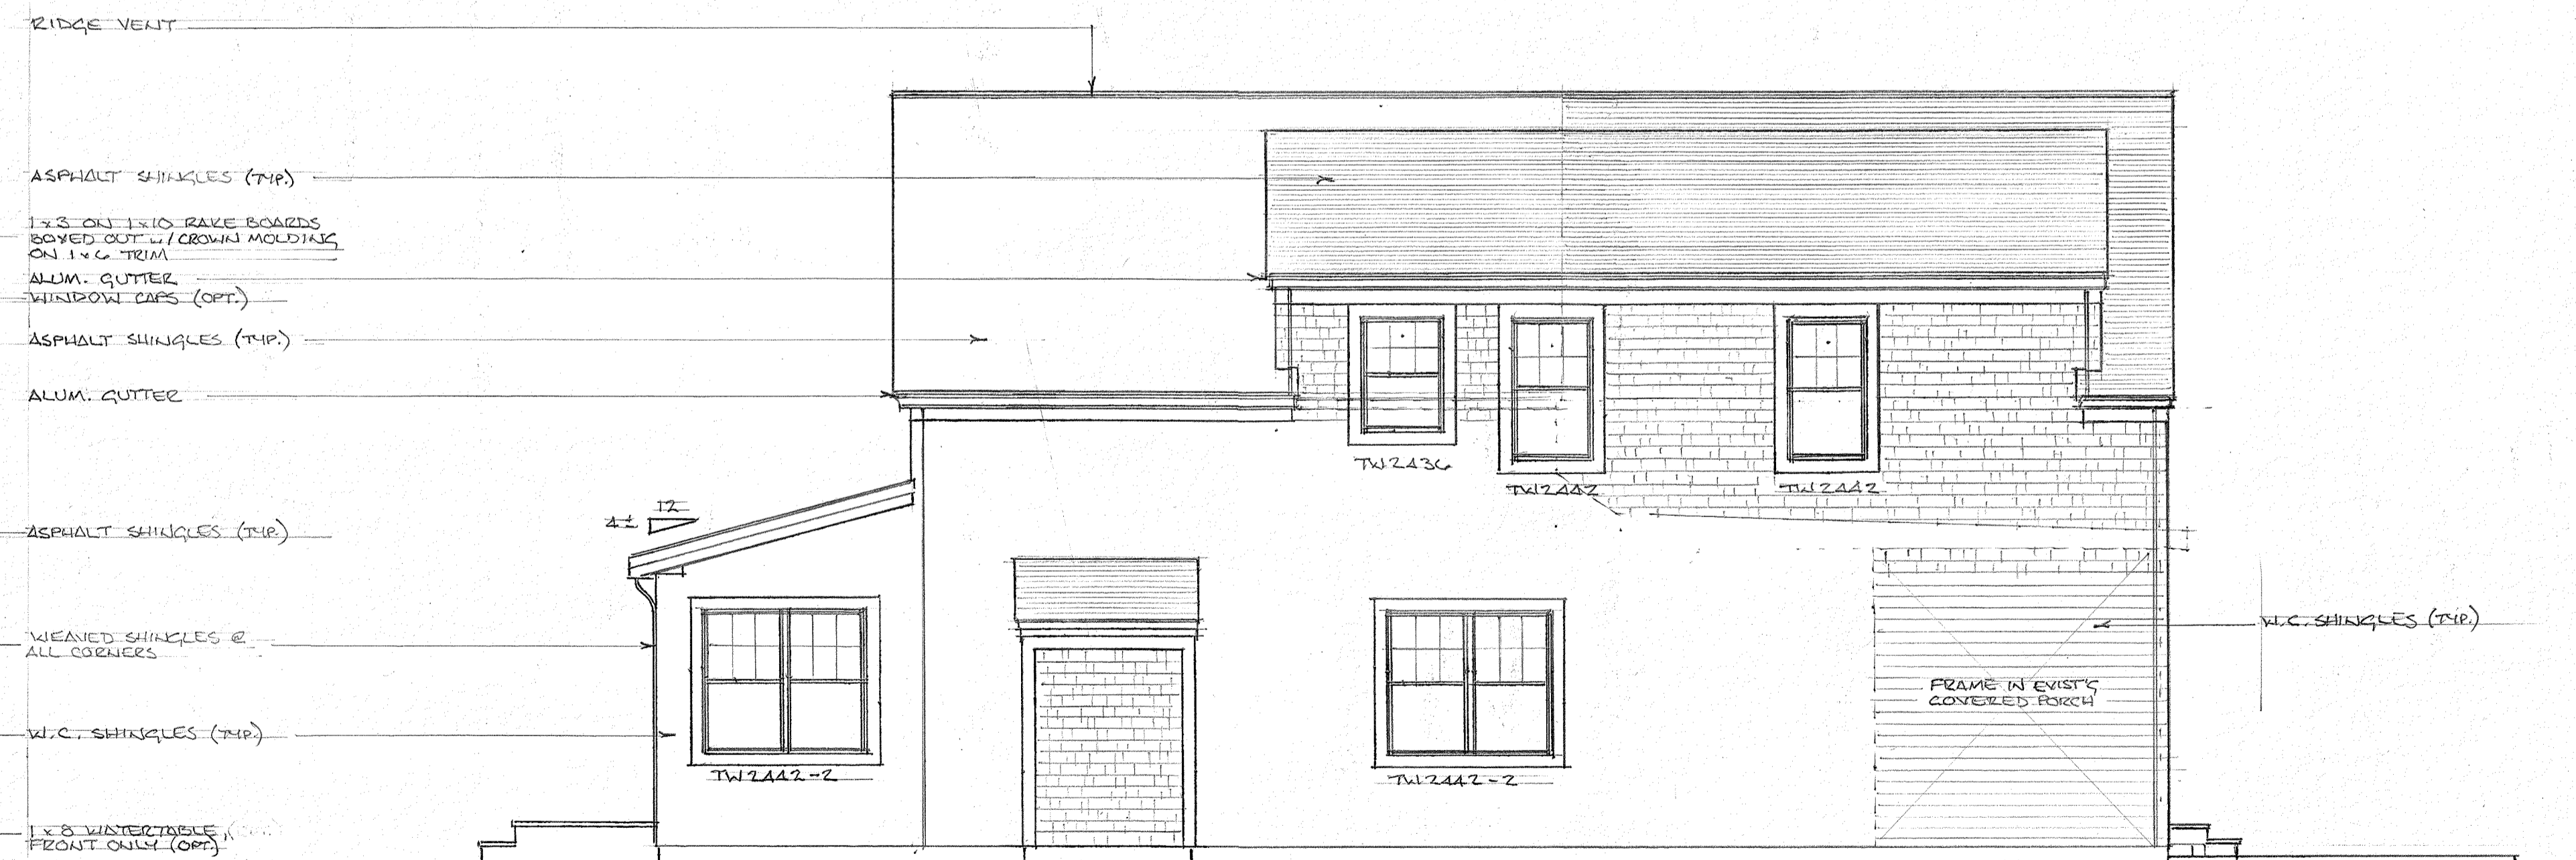 RIDGE VENT
ASPHALT SHINGLES (TYP.)
1x3 ON 1x10 RAKE BOARDS
BOXED OUT w/CROWN MOLDING
ON 1x6 TRIM
ALUM. GUTTER
WINDOW CAPS (OPT.)
ASPHALT SHINGLES (TYP.)
ALUM. GUTTER
TW2436
TW2442
TW2442
12
4±
ASPHALT SHINGLES (TYP.)
W.C. SHINGLES (TYP.)
WEAVED SHINGLES @
ALL CORNERS
FRAME IN EXIST'G
COVERED PORCH
W.C. SHINGLES (TYP.)
TW2442-2
TW2442-2
1x8 WATERTABLE,
FRONT ONLY (OPT.)